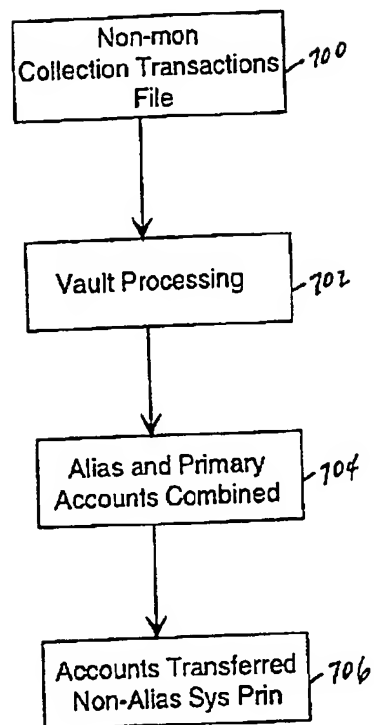 Non-mon
Collection Transactions
File
700
Vault Processing
702
Alias and Primary
Accounts Combined
704
Accounts Transferred
Non-Alias Sys Prin
706